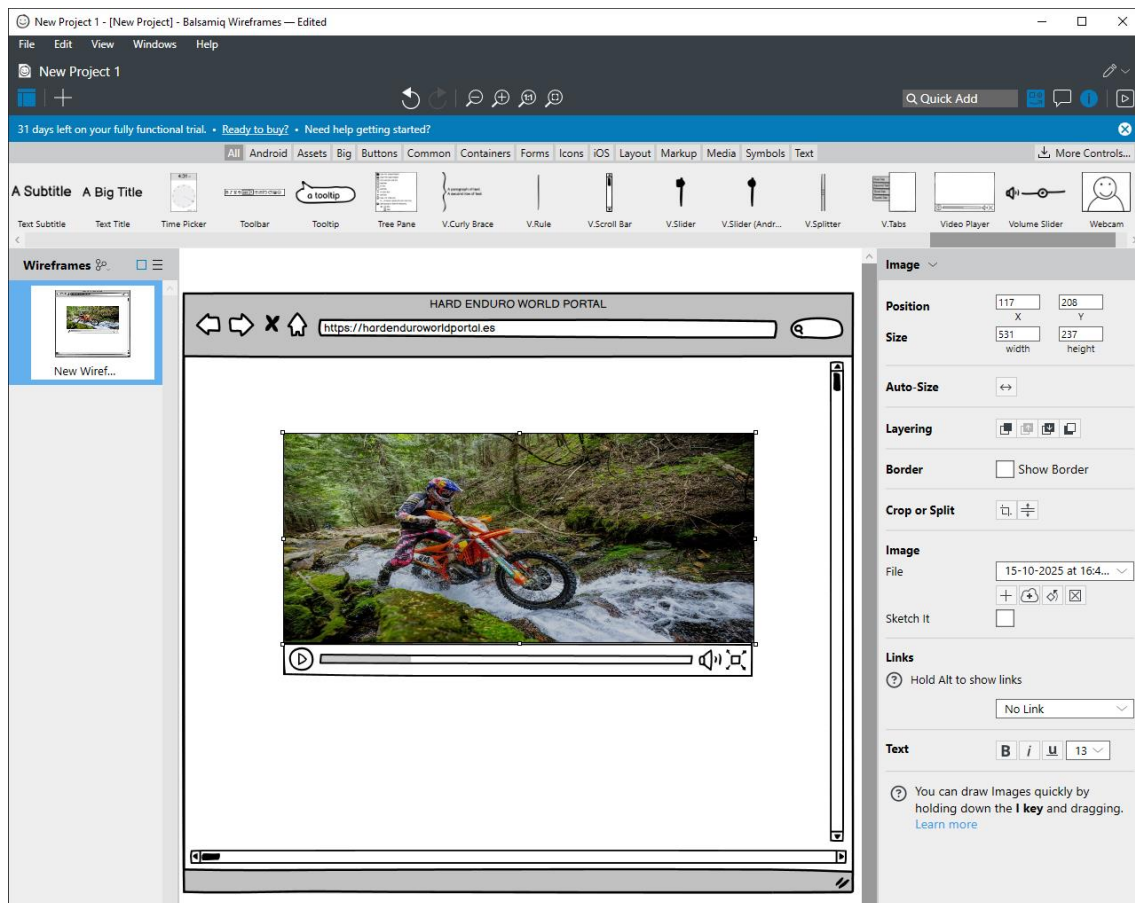 New Project 1 - [New Project] - Balsamiq Wireframes — Edited
File Edit View Windows Help
New Project 1
Quick Add
31 days left on your fully functional trial. • Ready to buy? • Need help getting started?
All Android Assets Big Buttons Common Containers Forms Icons iOS Layout Markup Media Symbols Text
More Controls...
A Subtitle A Big Title
a tooltip
A paragraph of text.
A second line of text.
Text Subtitle Text Title Time Picker Toolbar Tooltip Tree Pane V.Curly Brace V.Rule V.Scroll Bar V.Slider V.Slider (Andr... V.Splitter V.Tabs Video Player Volume Slider Webcam
Wireframes
New Wiref...
HARD ENDURO WORLD PORTAL
https://hardenduroworldportal.es
Image
Position 117 208
X Y
Size 531 237
width height
Auto-Size
Layering
Border Show Border
Crop or Split
Image
File 15-10-2025 at 16:4...
Sketch It
Links
? Hold Alt to show links
No Link
Text B i u 13
? You can draw Images quickly by
holding down the I key and dragging.
Learn more